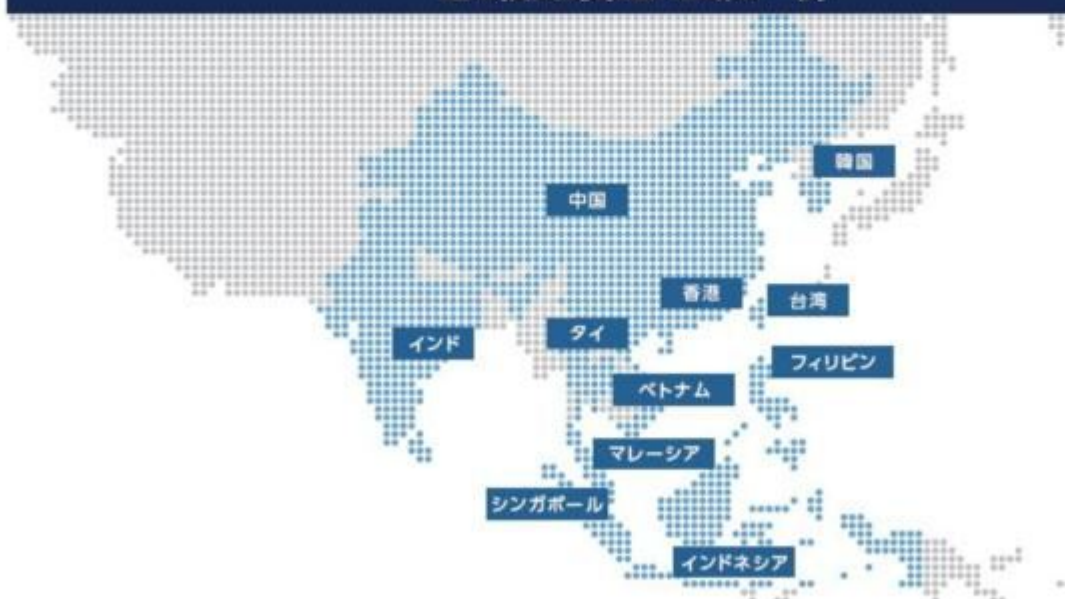 韓国
中国
香港
台湾
インド
タイ
フィリピン
ベトナム
マレーシア
シンガポール
インドネシア